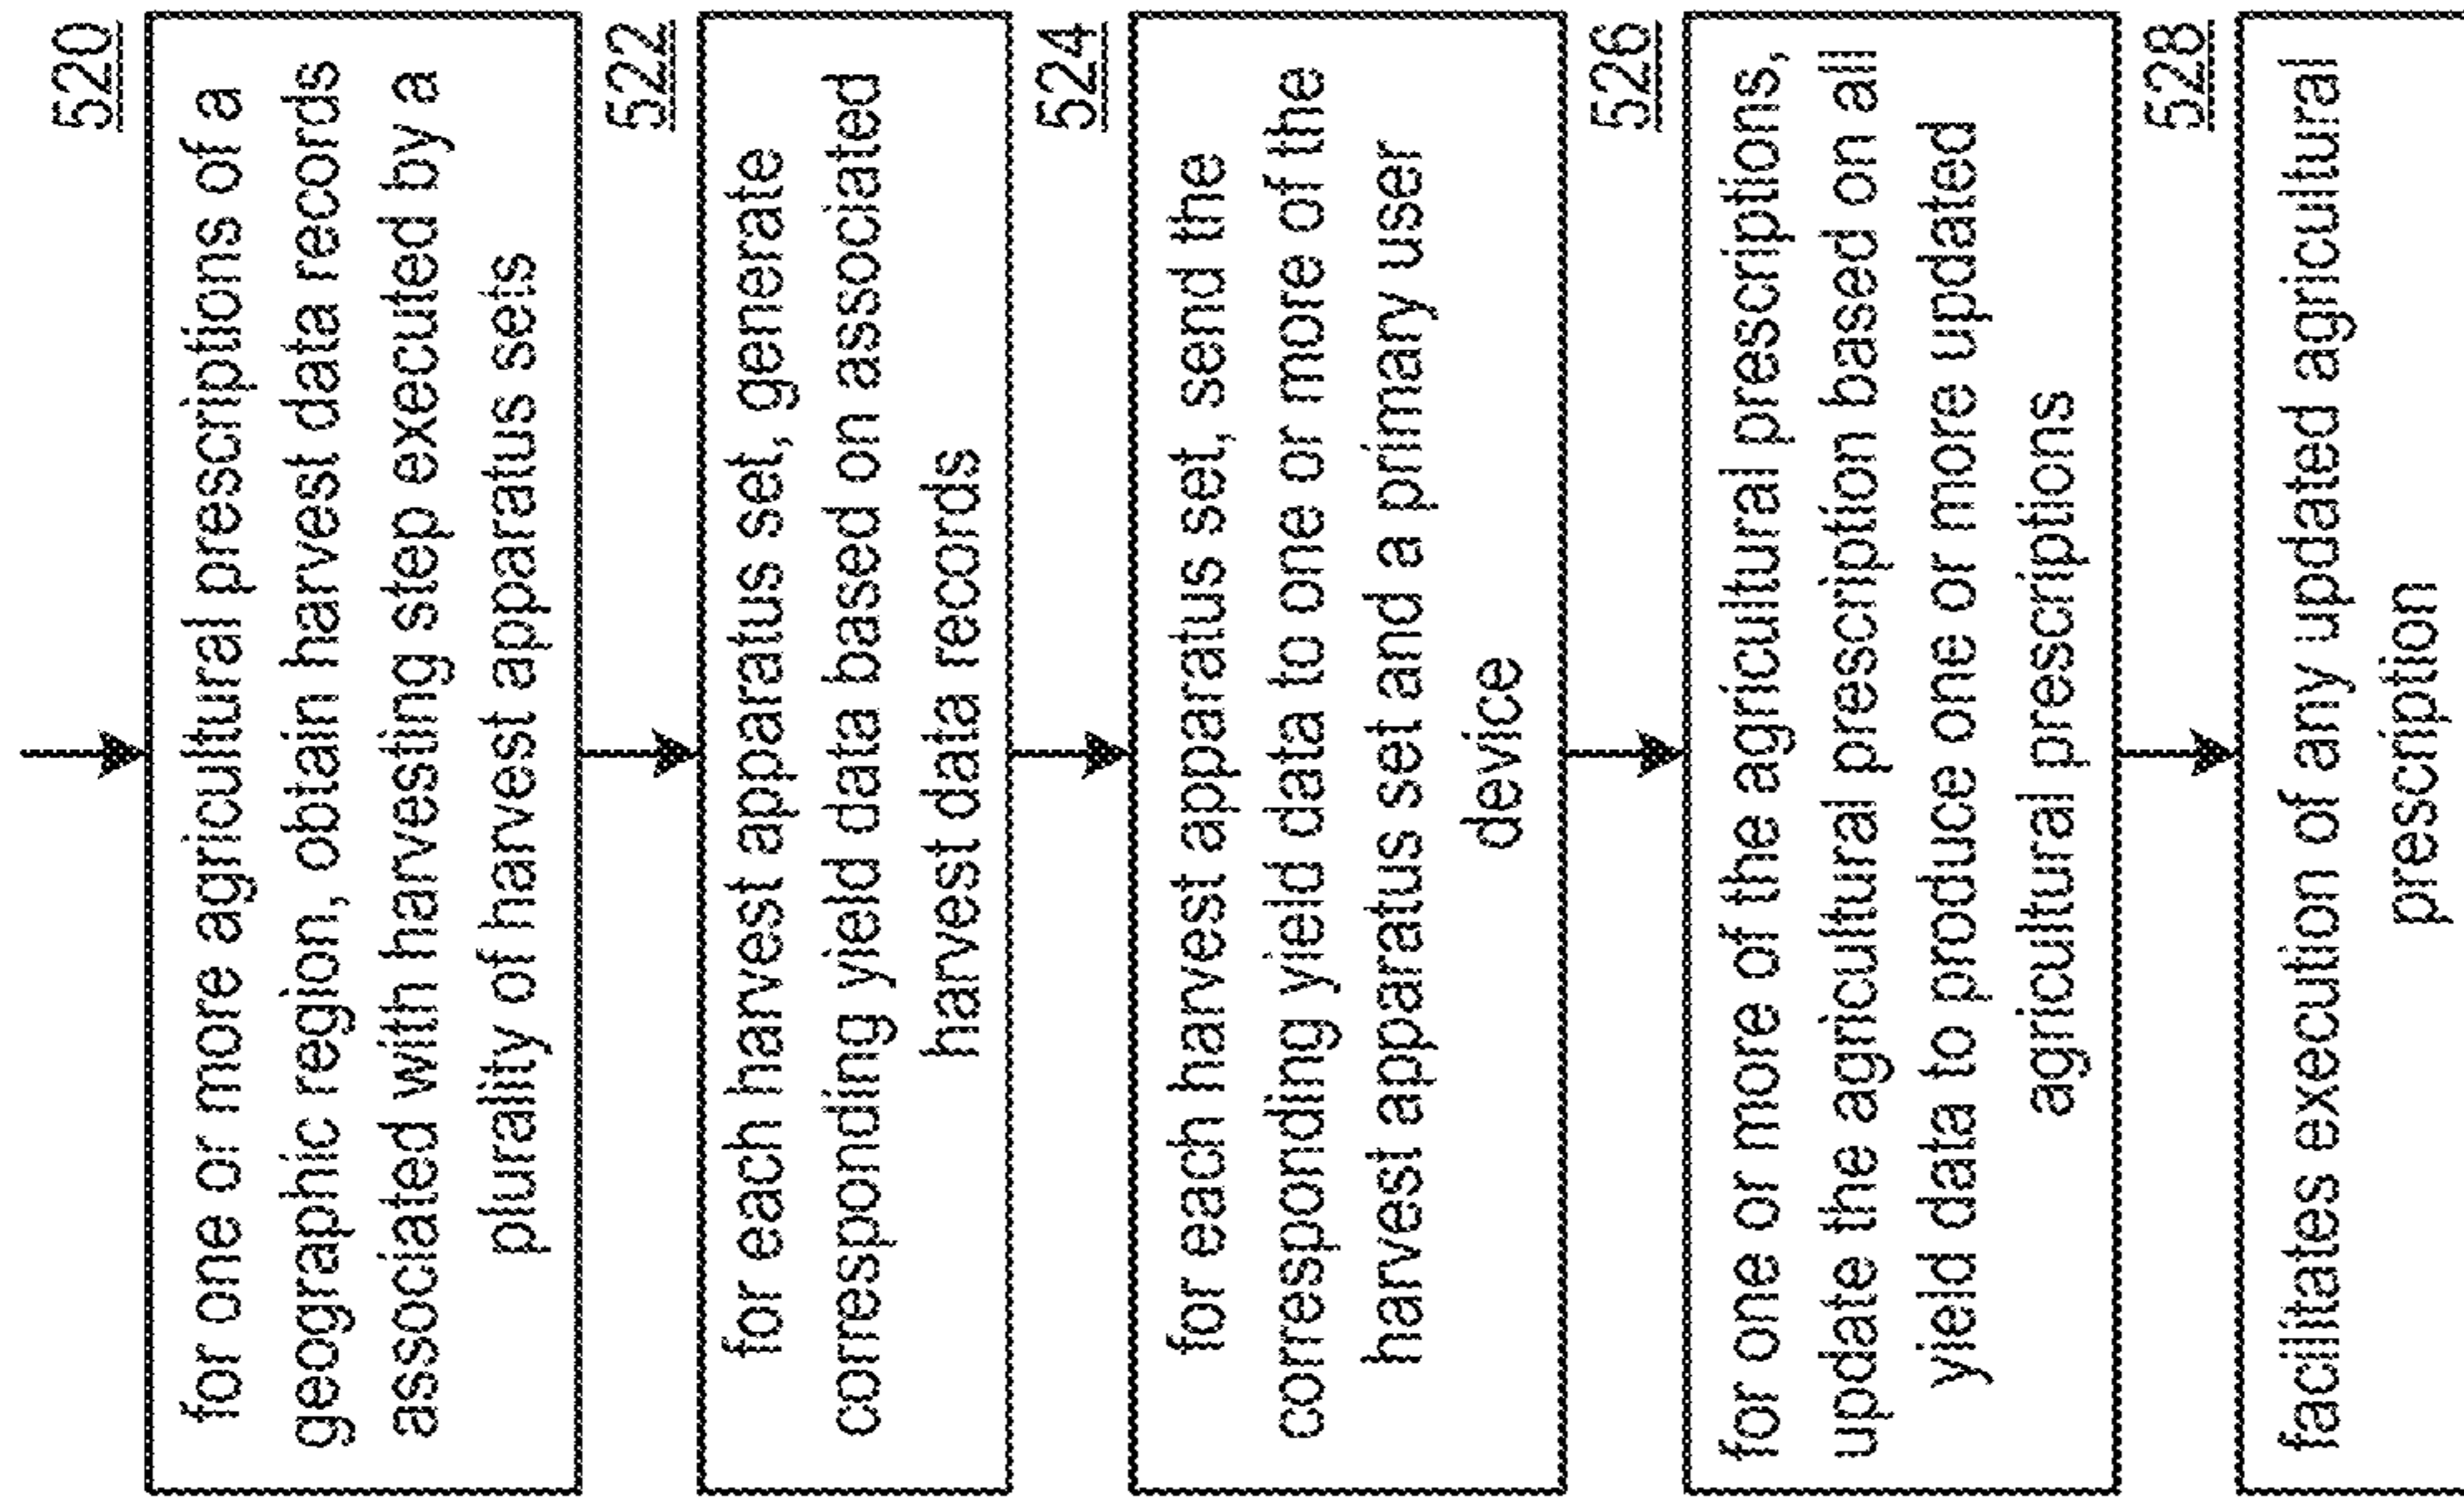 520
for one or more agricultural prescriptions of a
geographic region, obtain harvest data records
associated with harvesting step executed by a
plurality of harvest apparatus sets
522
for each harvest apparatus set, generate
corresponding yield data based on associated
harvest data records
524
for each harvest apparatus set, send the
corresponding yield data to one or more of the
harvest apparatus set and a primary user
device
526
for one or more of the agricultural prescriptions,
update the agricultural prescription based on all
yield data to produce one or more updated
agricultural prescriptions
528
facilitates execution of any updated agricultural
prescription